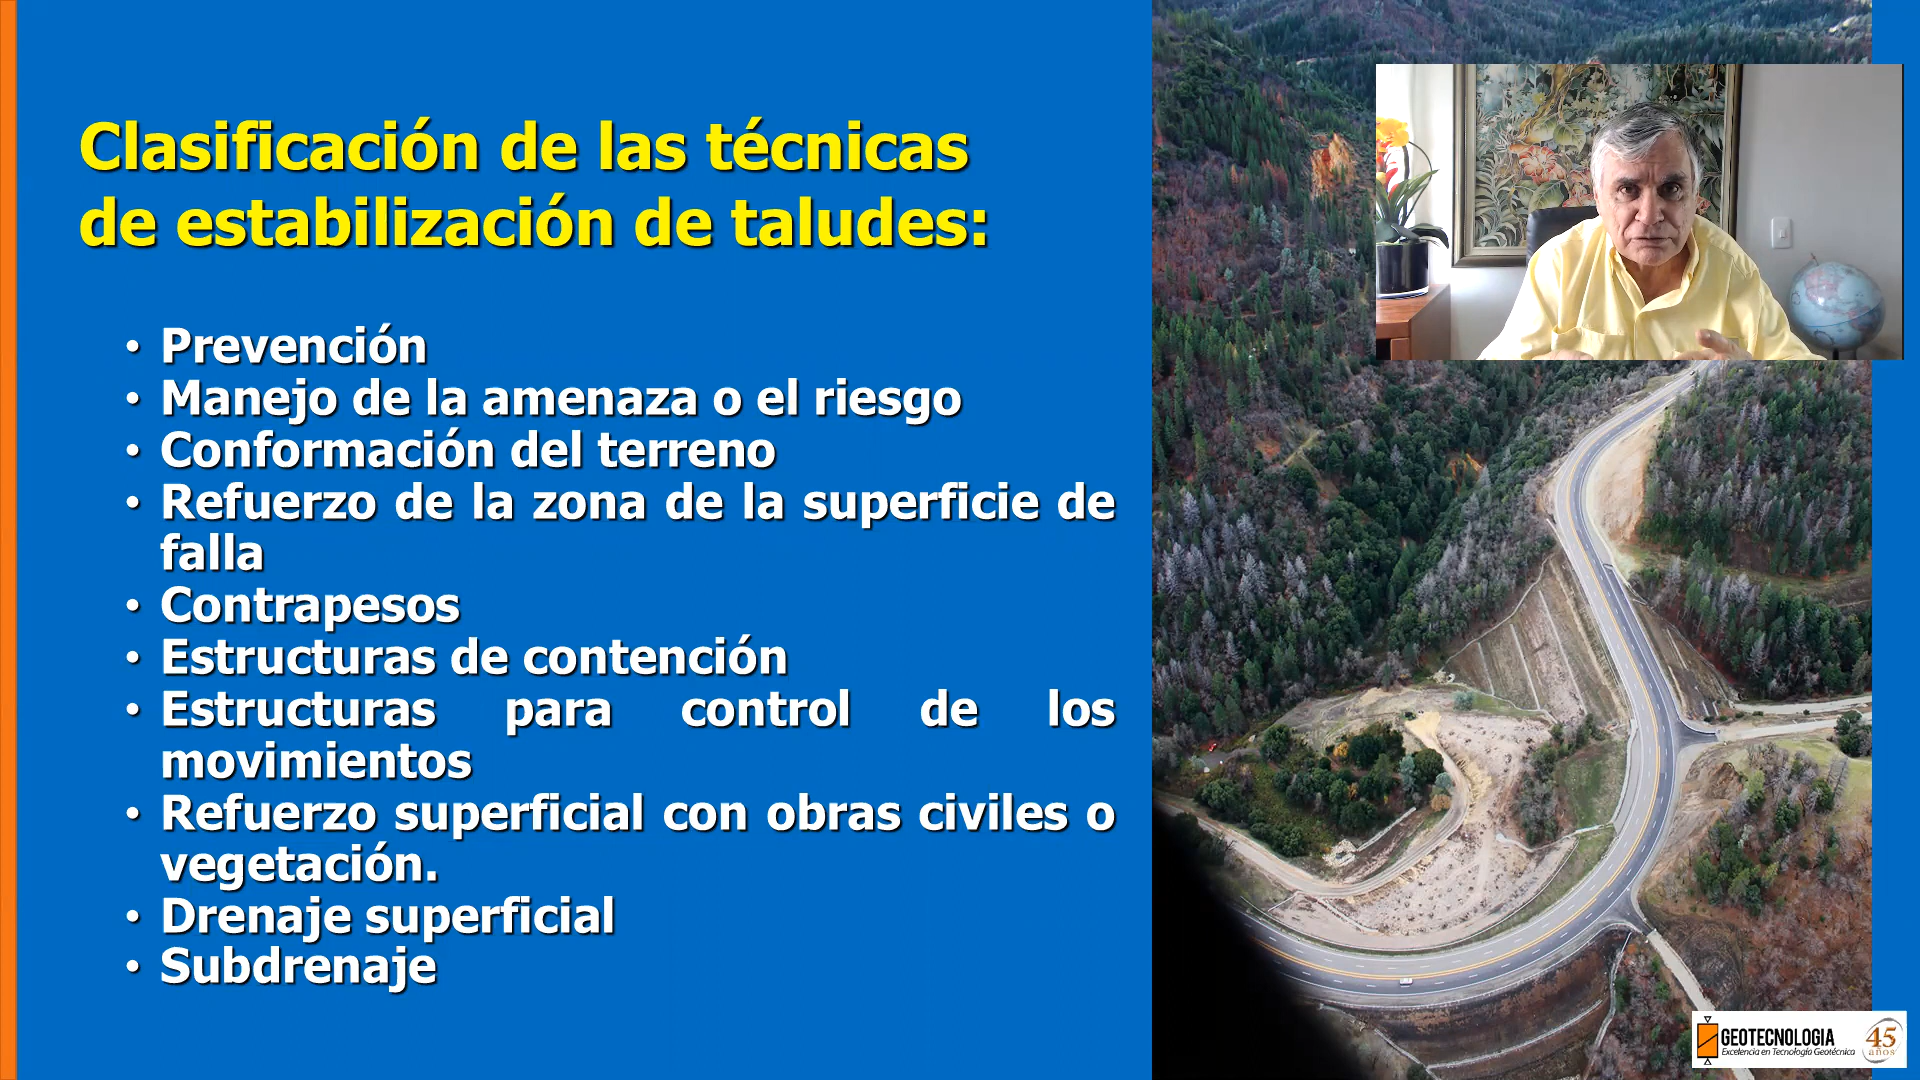 Clasificación de las técnicas
de estabilización de taludes:
• Prevención
• Manejo de la amenaza o el riesgo
• Conformación del terreno
• Refuerzo de la zona de la superficie de
falla
• Contrapesos
• Estructuras de contención
• Estructuras para control de los
movimientos
• Refuerzo superficial con obras civiles o
vegetación.
• Drenaje superficial
• Subdrenaje
GEOTECNOLOGIA
Excelencia en Tecnología Geotécnica
45
años